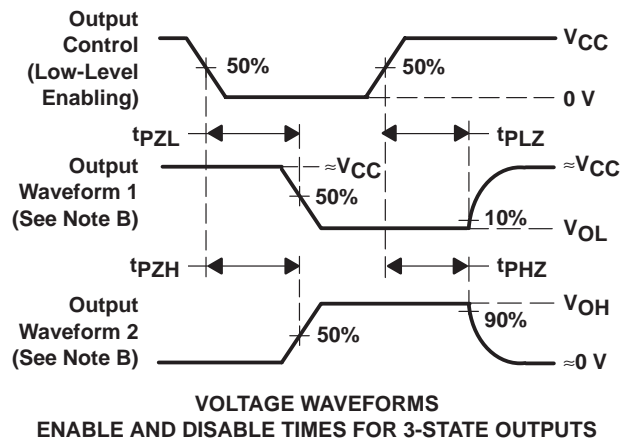 Output
Control
(Low-Level
Enabling)
50%
50%
VCC
0 V
tPZL
tPLZ
Output
Waveform 1
(See Note B)
≈VCC
50%
≈VCC
10%
VOL
tPZH
tPHZ
Output
Waveform 2
(See Note B)
50%
VOH
90%
≈0 V
VOLTAGE WAVEFORMS
ENABLE AND DISABLE TIMES FOR 3-STATE OUTPUTS